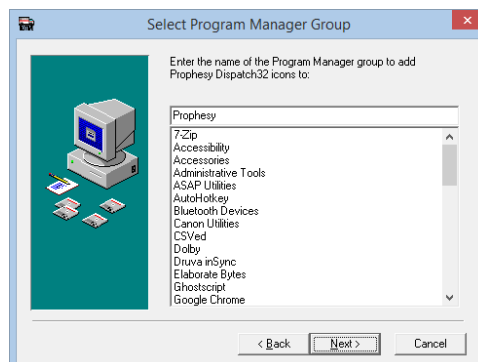 Select Program Manager Group
Enter the name of the Program Manager group to add
Prophesy Dispatch32 icons to:
Prophesy
7-Zip
Accessibility
Accessories
Administrative Tools
ASAP Utilities
AutoHotkey
Bluetooth Devices
Canon Utilities
CSVed
Dolby
Druva inSync
Elaborate Bytes
Ghostscript
Google Chrome
< Back
Next >
Cancel